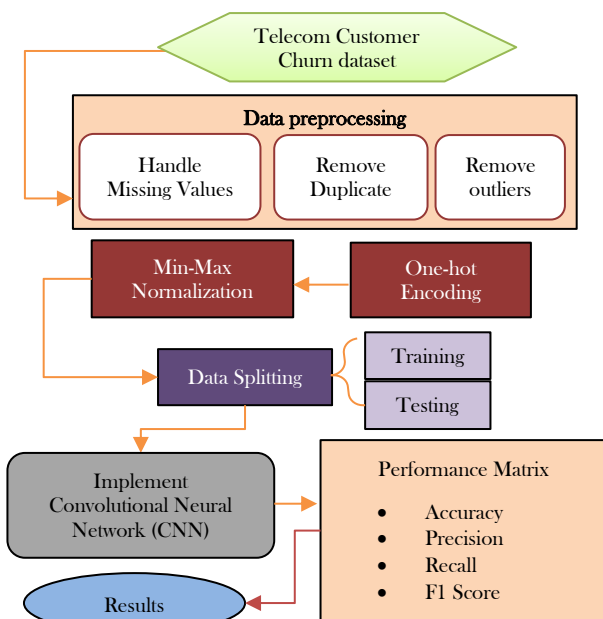 Telecom Customer
Churn dataset
Data preprocessing
Handle
Missing Values
Remove
Duplicate
Remove
outliers
Min-Max
Normalization
One-hot
Encoding
Data Splitting
Training
Testing
Implement
Convolutional Neural
Network (CNN)
Performance Matrix
• Accuracy
• Precision
• Recall
• F1 Score
Results